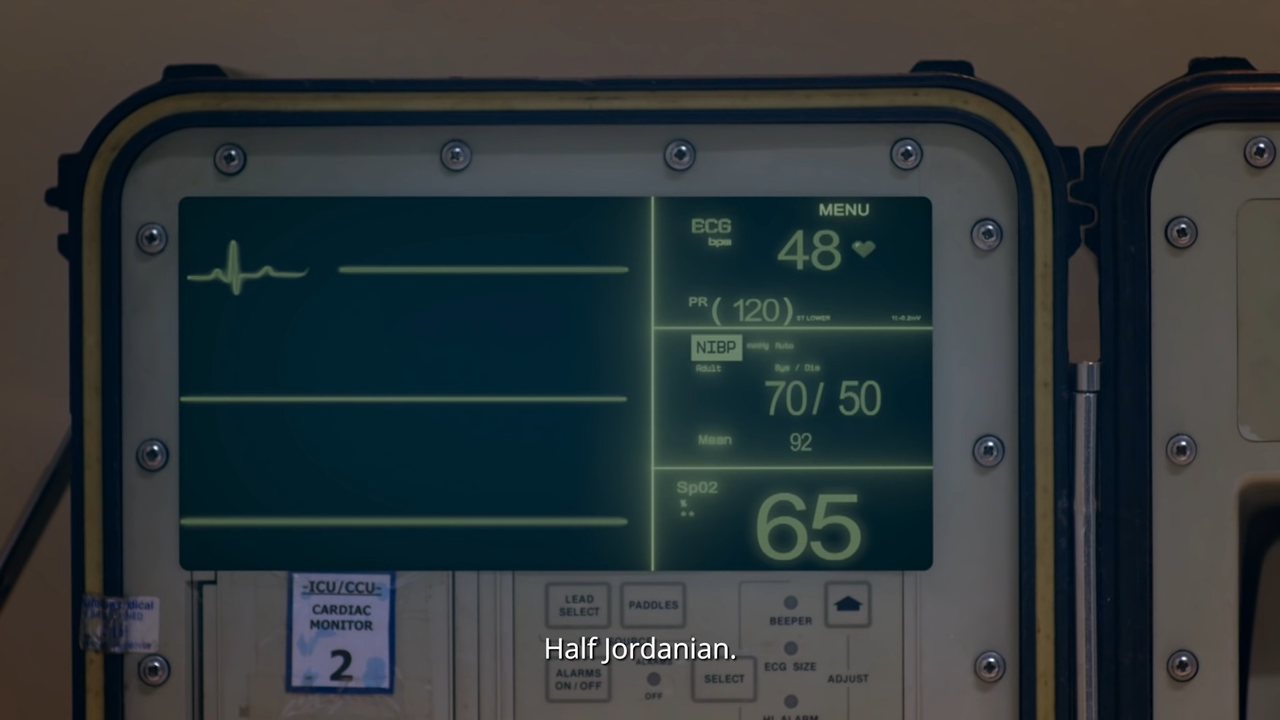 MENU
ECG
bpm
48
PR ( 120) ST LOWER
NIBP mmHg Auto
Adult
Sys / Dia
70/ 50
Mean 92
SpO2
%
65
-ICU/CCU-
CARDIAC
MONITOR
2
LEAD
SELECT
PADDLES
BEEPER
Half Jordanian.
ALARMS
ON/OFF
OFF
SELECT
ECG SIZE
ADJUST
HI ALARM